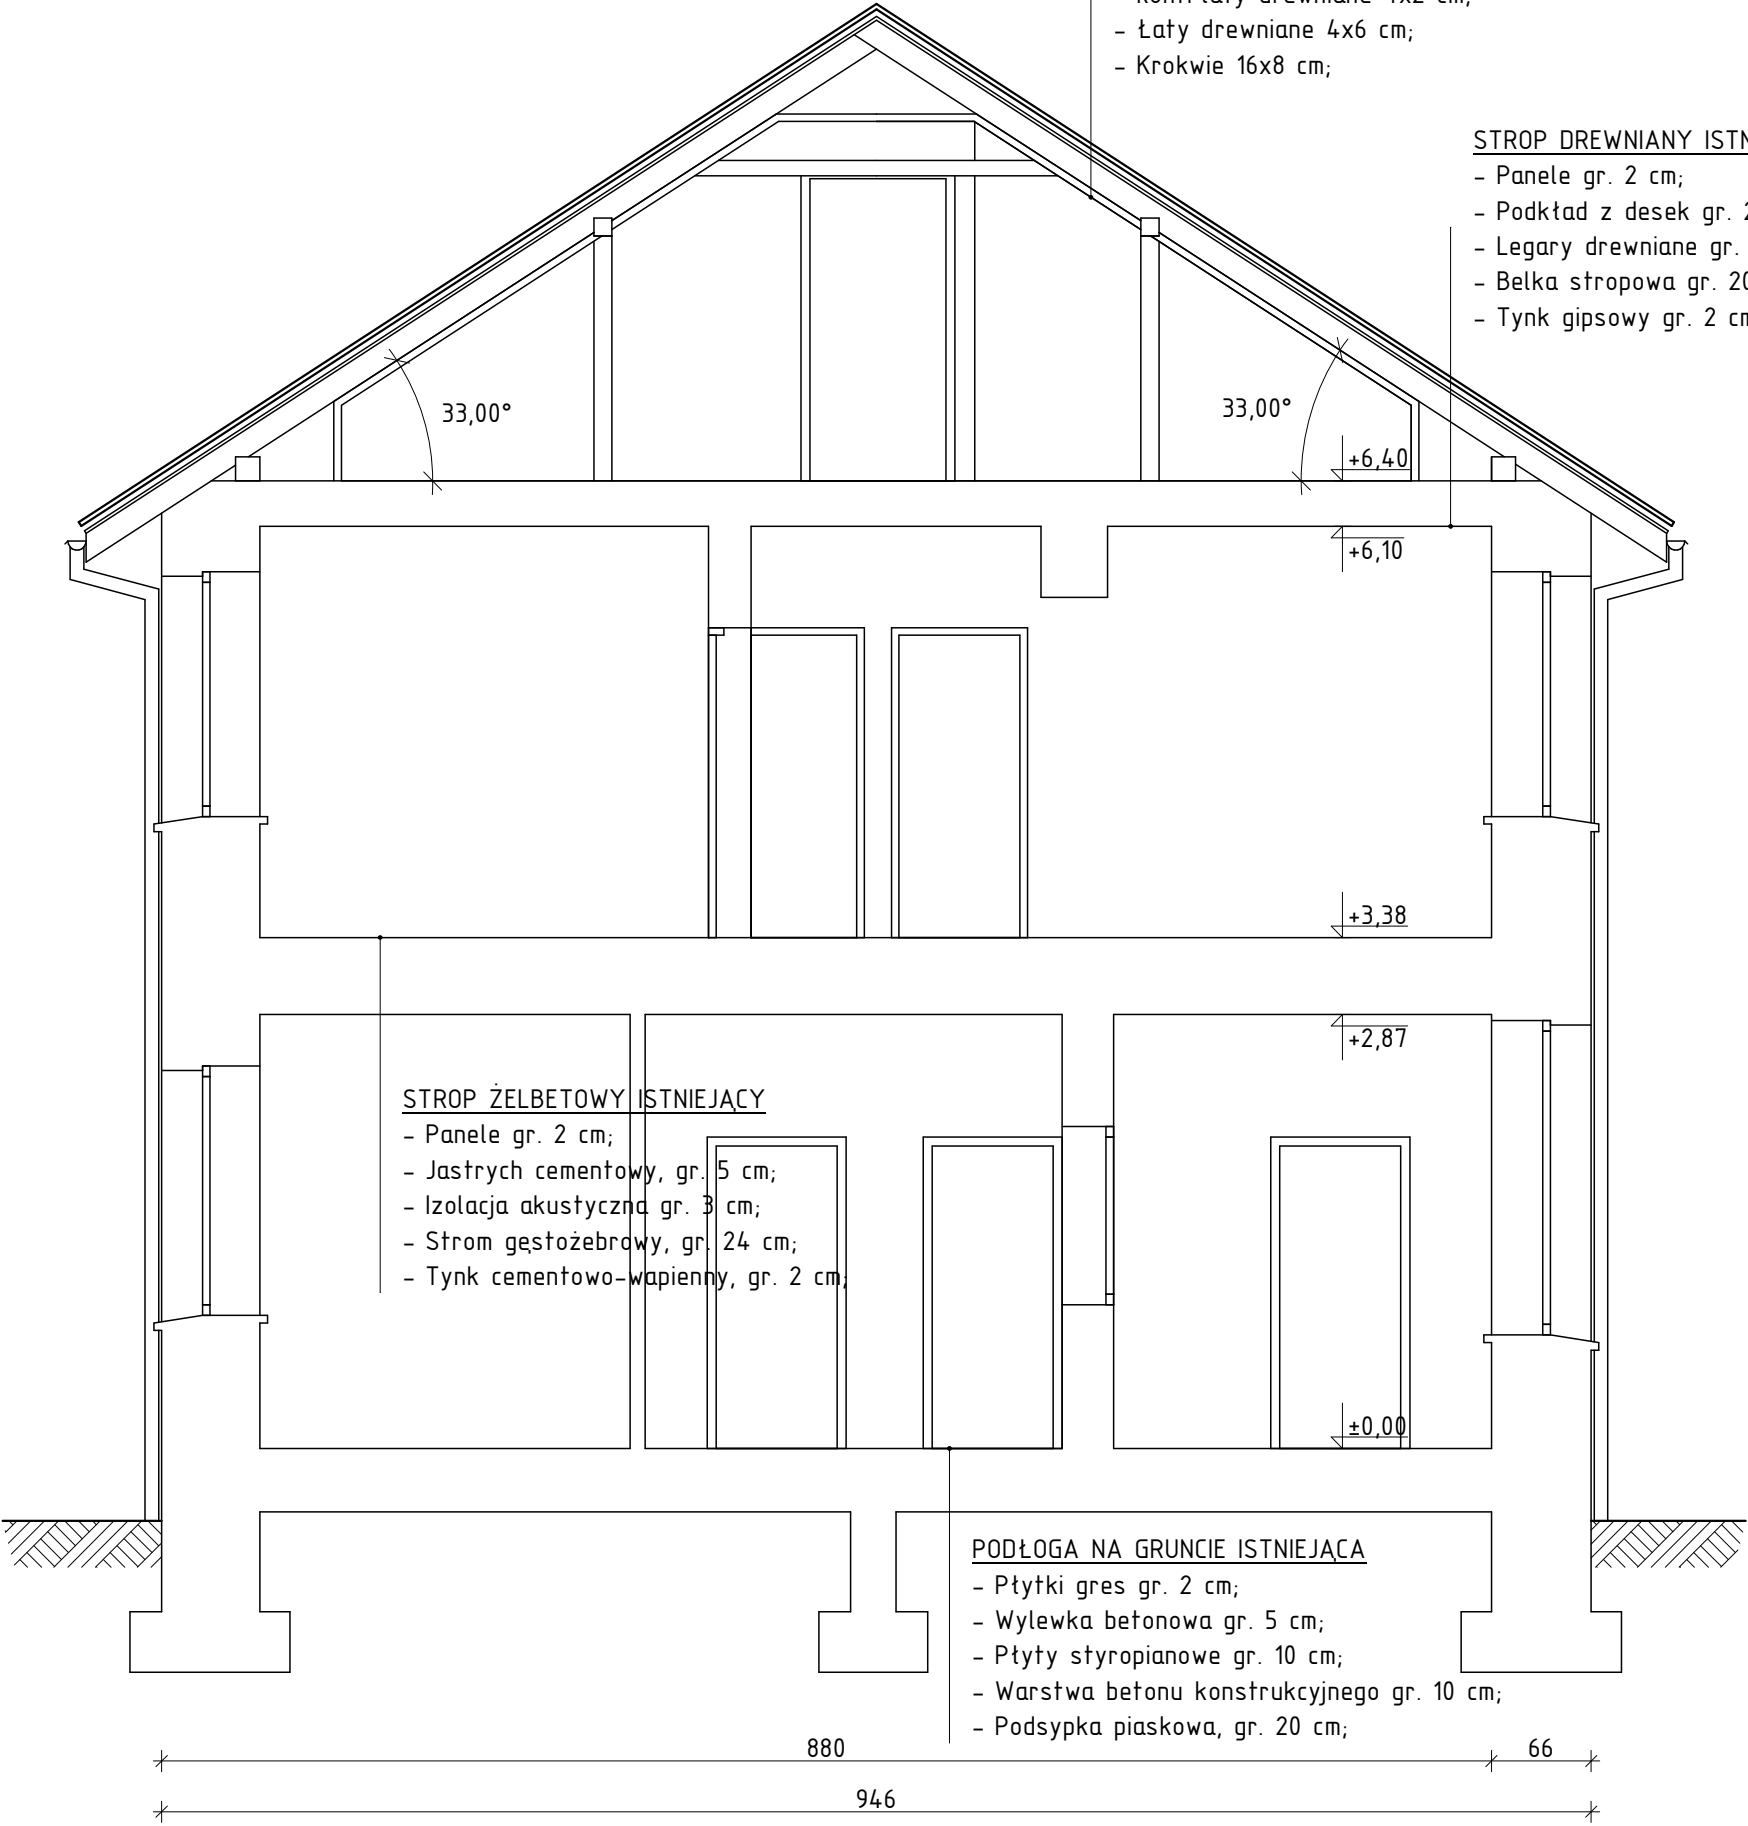 - Łaty drewniane 4x6 cm;
- Krokwie 16x8 cm;
STROP DREWNIANY
- Panele gr. 2 cm;
- Podkład z desek gr.
- Legary drewniane gr.
- Belka stropowa gr. 20
- Tynk gipsowy gr. 2 cm
33,00°
33,00°
+6,40
+6,10
+3,38
+2,87
STROP ŻELBETOWY ISTNIEJĄCY
- Panele gr. 2 cm;
- Jastrych cementowy, gr. 5 cm;
- Izolacja akustyczna gr. 3 cm;
- Strom gęstożebrowy, gr. 24 cm;
- Tynk cementowo-wapienny, gr. 2 cm;
±0,00
PODŁOGA NA GRUNCIE ISTNIEJĄCA
- Płytki gres gr. 2 cm;
- Wylewka betonowa gr. 5 cm;
- Płyty styropianowe gr. 10 cm;
- Warstwa betonu konstrukcyjnego gr. 10 cm;
- Podsypka piaskowa, gr. 20 cm;
880
66
946